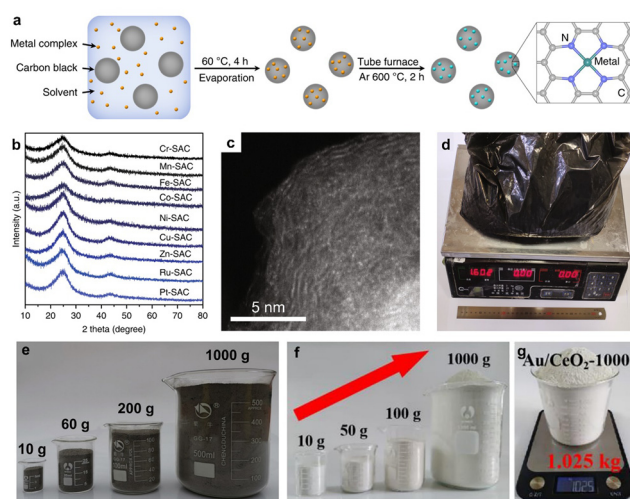 a
Metal complex
Carbon black
Solvent
60 °C, 4 h
Evaporation
Tube furnace
Ar 600 °C, 2 h
N
Metal
C
b
Intensity (a.u.)
Cr-SAC
Mn-SAC
Fe-SAC
Co-SAC
Ni-SAC
Cu-SAC
Zn-SAC
Ru-SAC
Pt-SAC
10 20 30 40 50 60 70 80
2 theta (degree)
c
5 nm
d
e
10 g
60 g
200 g
1000 g
500ml
f
10 g
50 g
100 g
1000 g
g
Au/CeO₂-1000
1.025 kg
1025